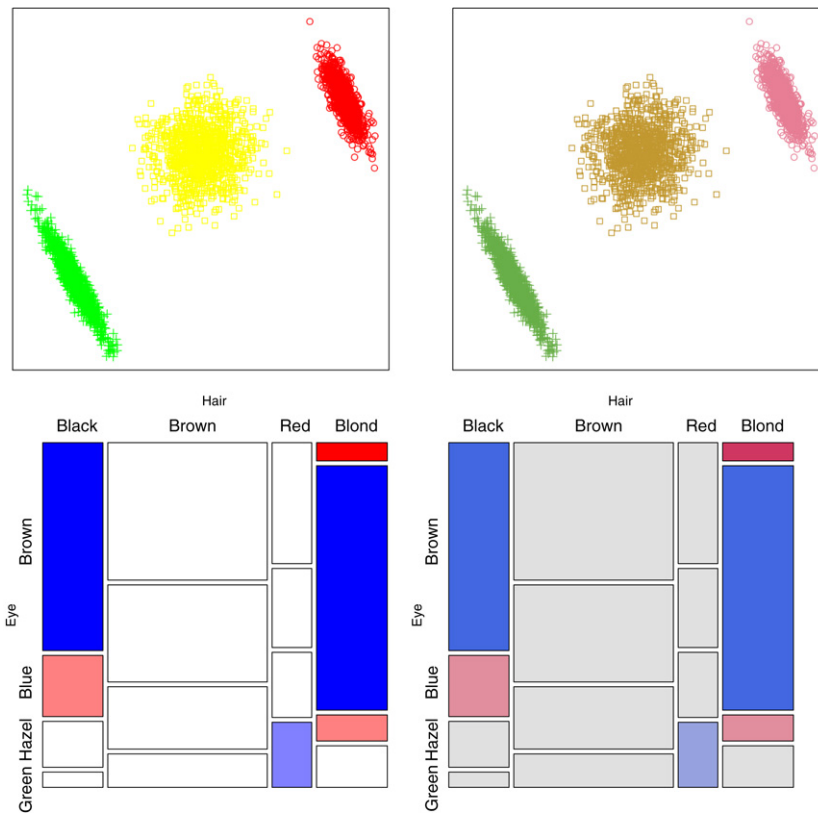 Hair
Black Brown Red Blond
Eye
Brown
Blue
Hazel
Green
Hair
Black Brown Red Blond
Eye
Brown
Blue
Hazel
Green